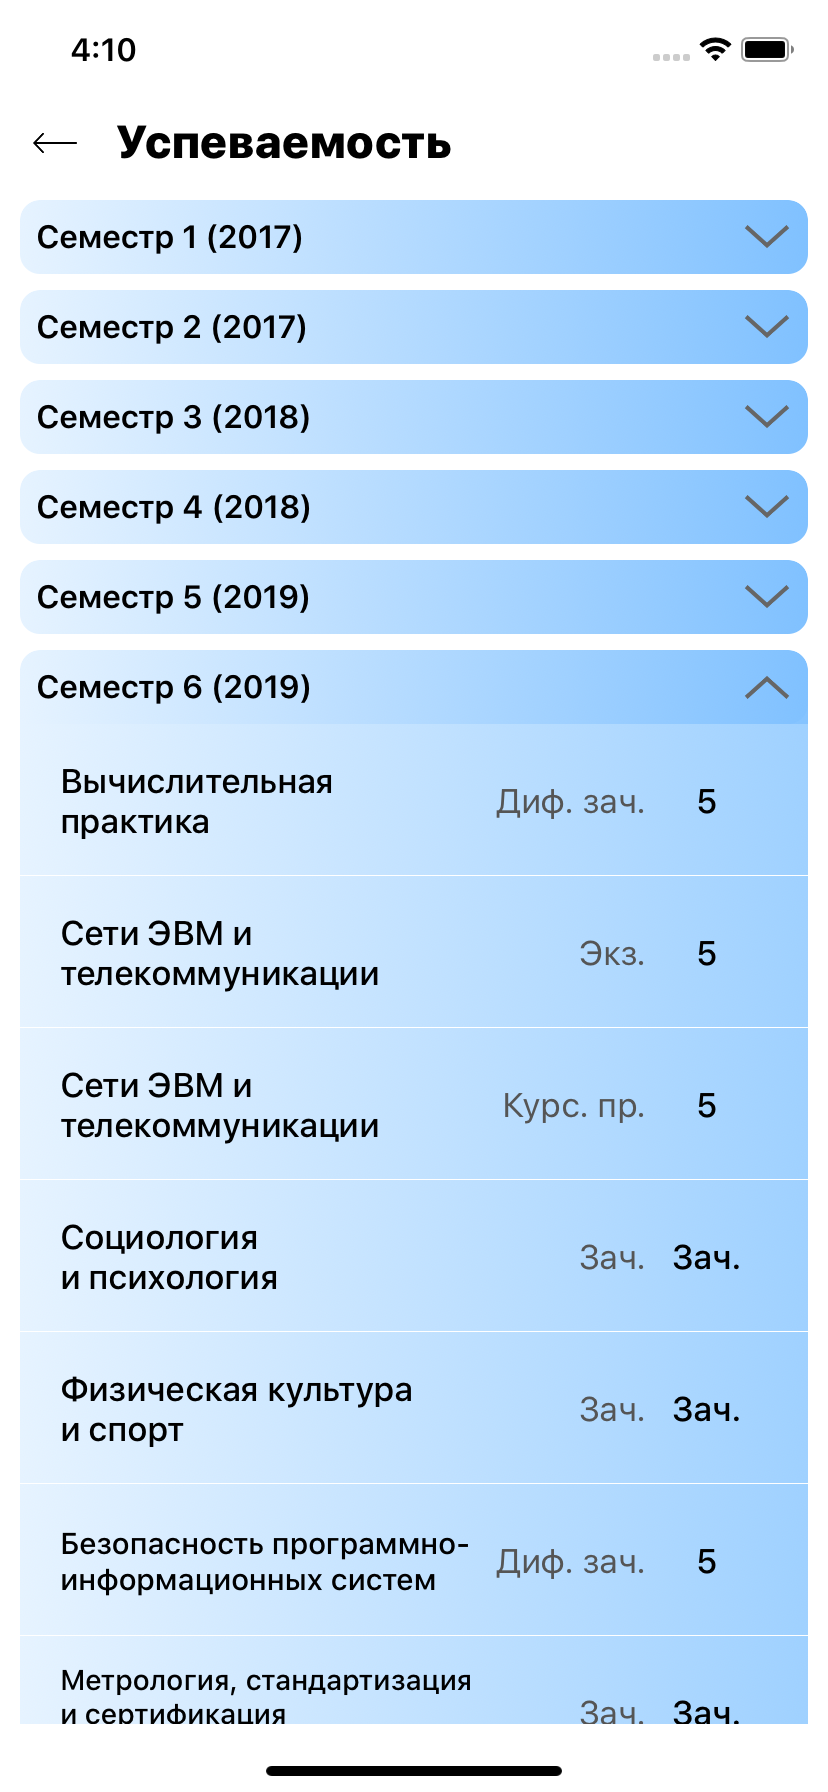 4:10
Успеваемость
Семестр 1 (2017)
Семестр 2 (2017)
Семестр 3 (2018)
Семестр 4 (2018)
Семестр 5 (2019)
Семестр 6 (2019)
Вычислительная
практика
Диф. зач. 5
Сети ЭВМ и
телекоммуникации
Экз. 5
Сети ЭВМ и
телекоммуникации
Курс. пр. 5
Социология
и психология
Зач. Зач.
Физическая культура
и спорт
Зач. Зач.
Безопасность программно-
информационных систем
Диф. зач. 5
Метрология, стандартизация
и сертификация
Зач. Зач.